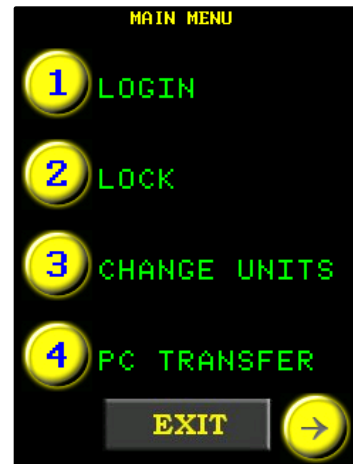 MAIN MENU
1 LOGIN
2 LOCK
3 CHANGE UNITS
4 PC TRANSFER
EXIT →